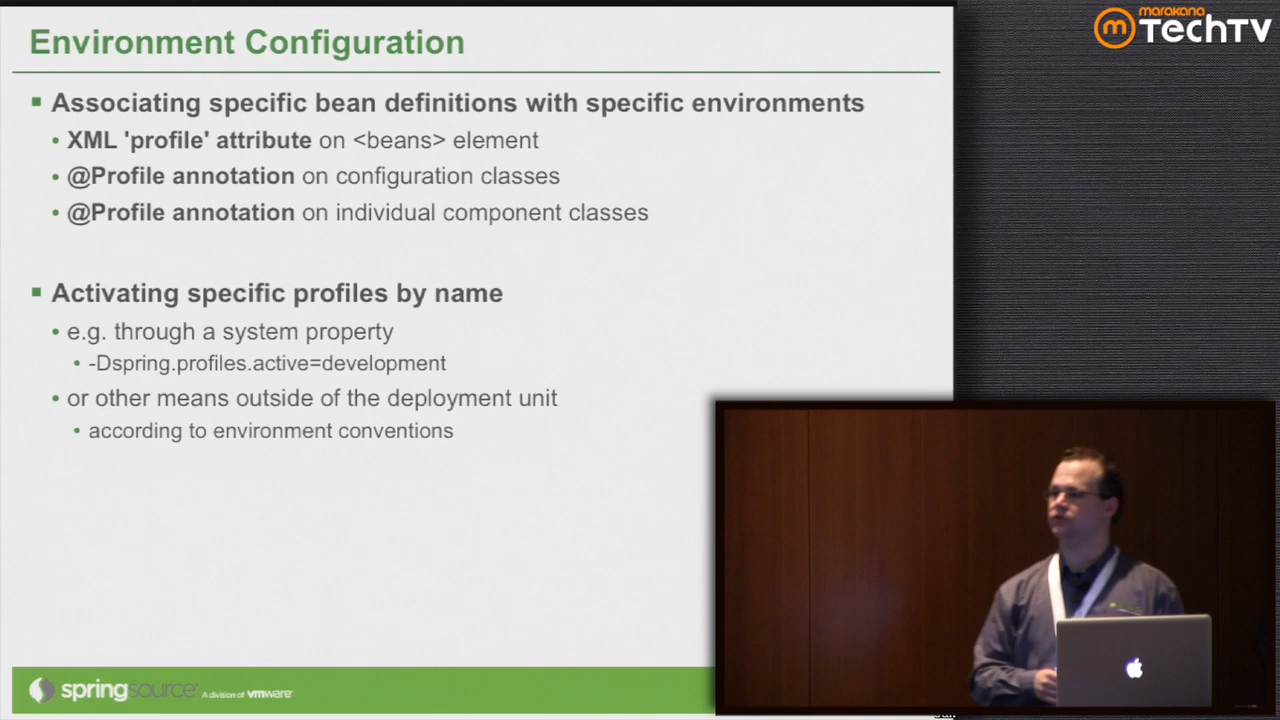 Environment Configuration
marakana
m TechTV
Associating specific bean definitions with specific environments
XML 'profile' attribute on <beans> element
@Profile annotation on configuration classes
@Profile annotation on individual component classes
Activating specific profiles by name
e.g. through a system property
-Dspring.profiles.active=development
or other means outside of the deployment unit
according to environment conventions
springsource A division of vmware